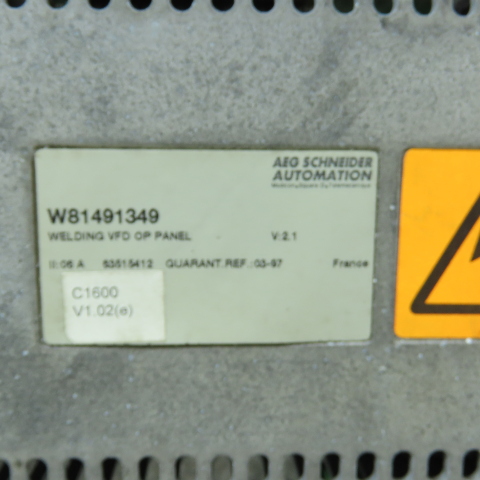 AEG SCHNEIDER
AUTOMATION
W81491349
WELDING VFD OP PANEL V:2.1
II:06 A 63515412 GUARANT.REF.:03-97 France
C1600
V1.02(e)